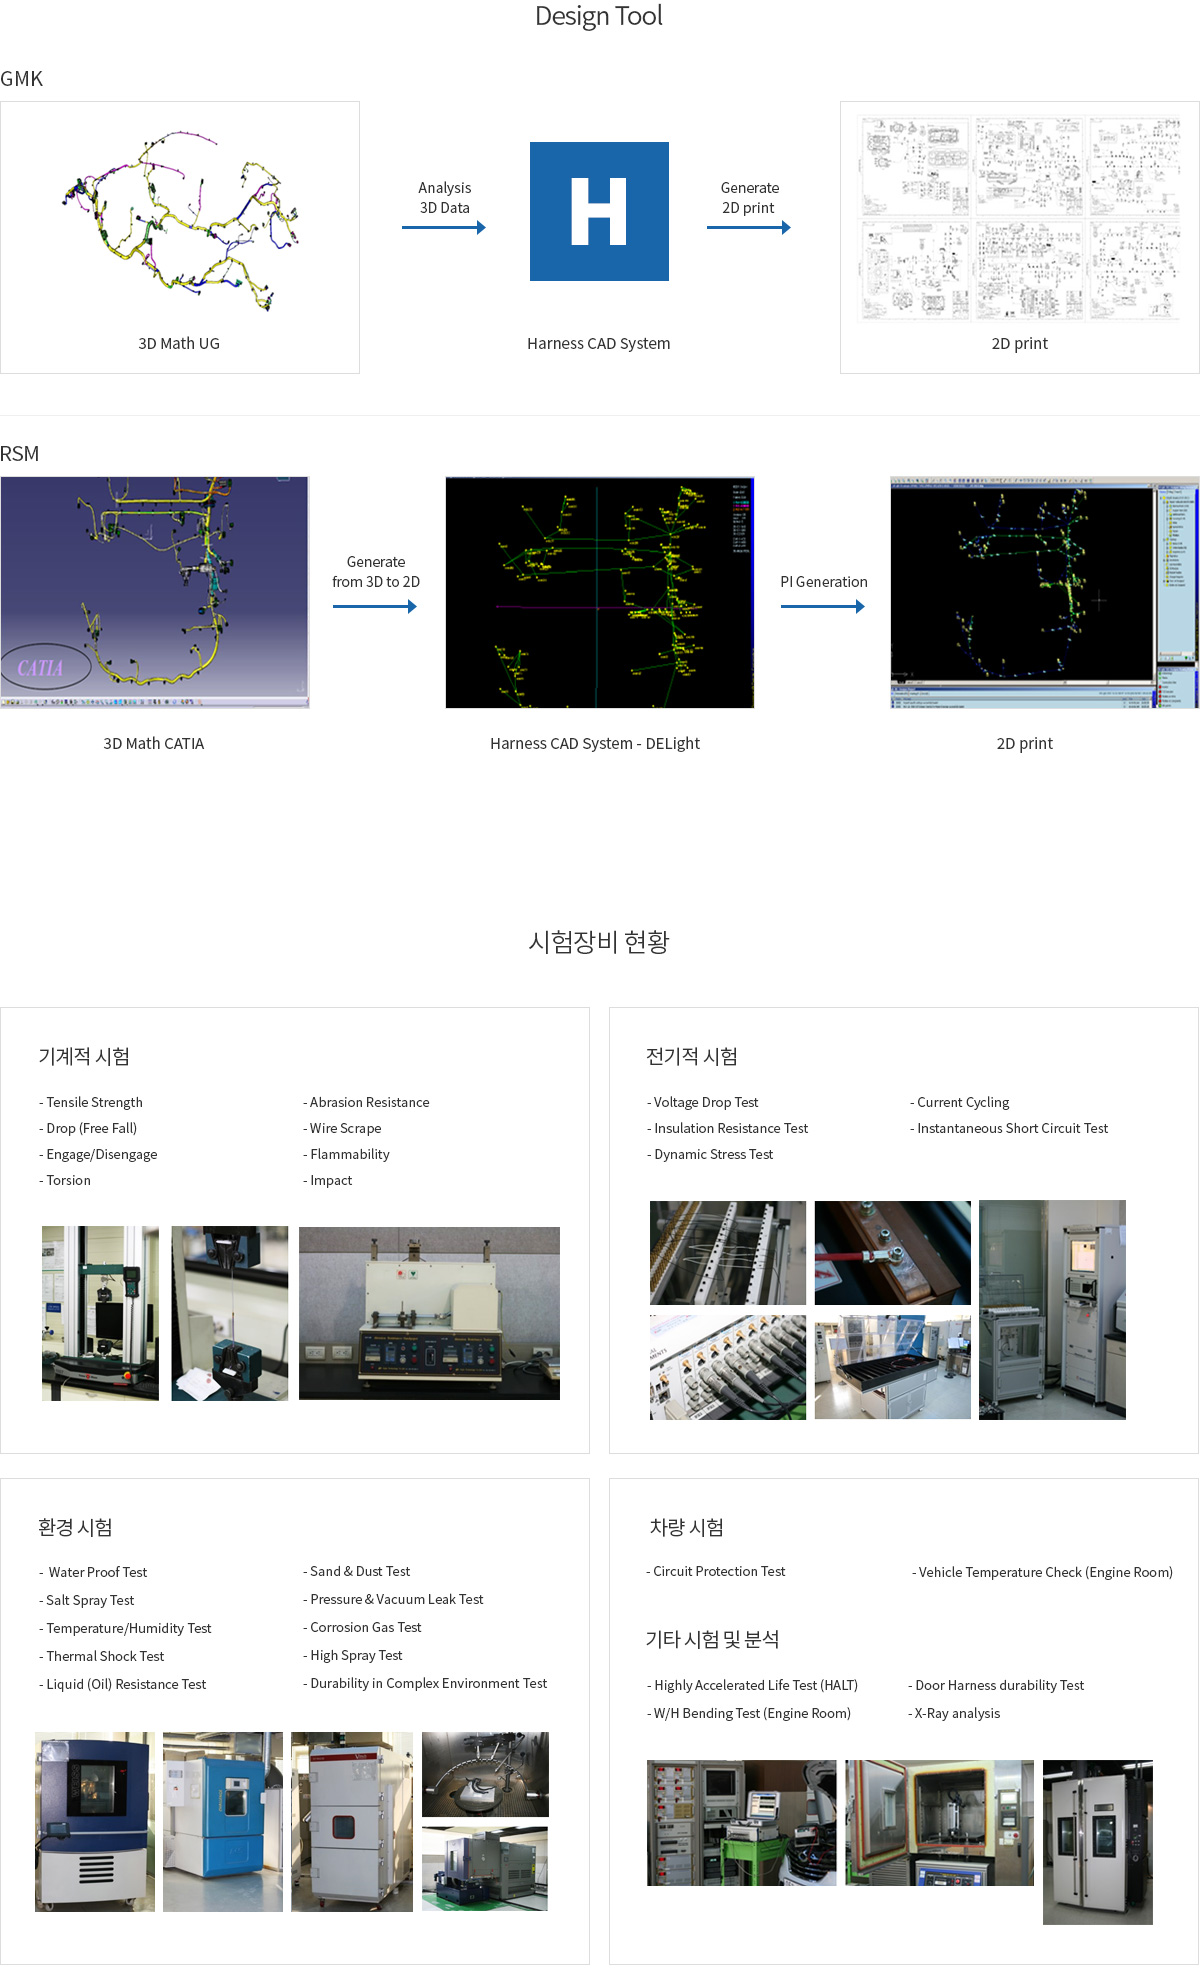 Design Tool
GMK
Analysis
3D Data
H
Generate
2D print
3D Math UG
Harness CAD System
2D print
RSM
CATIA
Generate
from 3D to 2D
PI Generation
3D Math CATIA
Harness CAD System - DELight
2D print
시험장비 현황
기계적 시험
- Tensile Strength
- Drop (Free Fall)
- Engage/Disengage
- Torsion
- Abrasion Resistance
- Wire Scrape
- Flammability
- Impact
전기적 시험
- Voltage Drop Test
- Insulation Resistance Test
- Dynamic Stress Test
- Current Cycling
- Instantaneous Short Circuit Test
환경 시험
- Water Proof Test
- Salt Spray Test
- Temperature/Humidity Test
- Thermal Shock Test
- Liquid (Oil) Resistance Test
- Sand & Dust Test
- Pressure & Vacuum Leak Test
- Corrosion Gas Test
- High Spray Test
- Durability in Complex Environment Test
차량 시험
- Circuit Protection Test
- Vehicle Temperature Check (Engine Room)
기타 시험 및 분석
- Highly Accelerated Life Test (HALT)
- W/H Bending Test (Engine Room)
- Door Harness durability Test
- X-Ray analysis